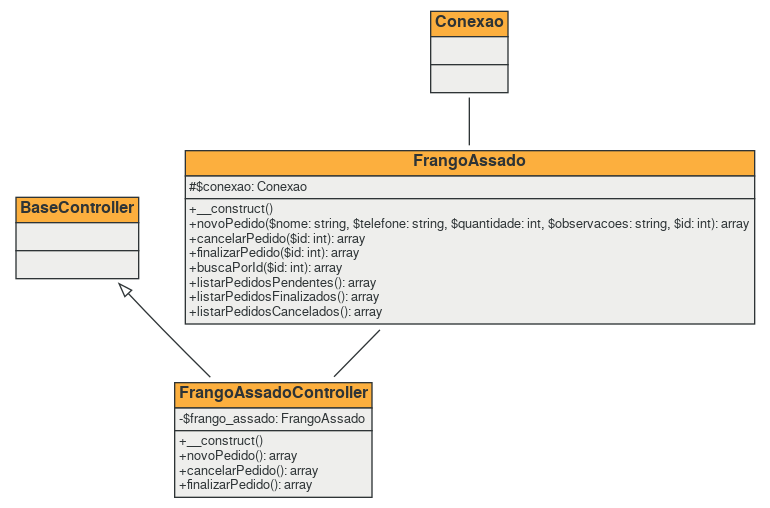 Conexao
FrangoAssado
#$conexao: Conexao
+__construct()
+novoPedido($nome: string, $telefone: string, $quantidade: int, $observacoes: string, $id: int): array
+cancelarPedido($id: int): array
+finalizarPedido($id: int): array
+buscaPorId($id: int): array
+listarPedidosPendentes(): array
+listarPedidosFinalizados(): array
+listarPedidosCancelados(): array
BaseController
FrangoAssadoController
-$frango_assado: FrangoAssado
+__construct()
+novoPedido(): array
+cancelarPedido(): array
+finalizarPedido(): array